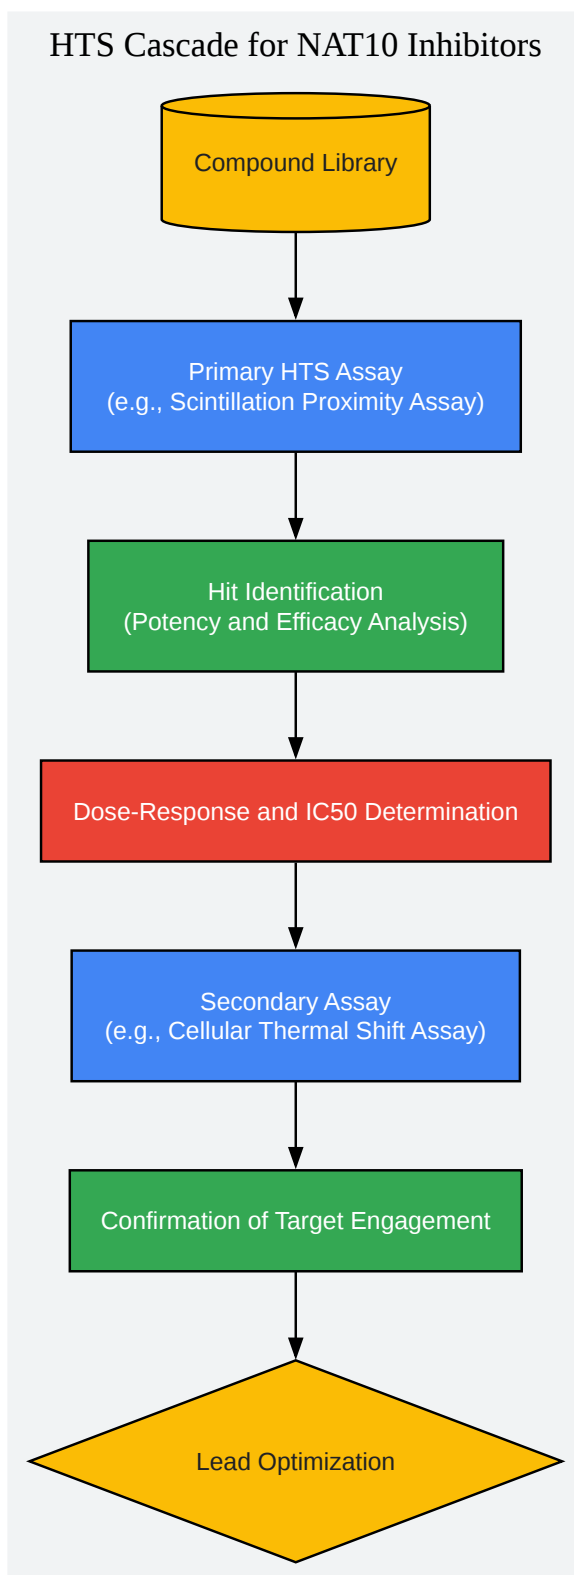 HTS Cascade for NAT10 Inhibitors
Compound Library
Primary HTS Assay
(e.g., Scintillation Proximity Assay)
Hit Identification
(Potency and Efficacy Analysis)
Dose-Response and IC50 Determination
Secondary Assay
(e.g., Cellular Thermal Shift Assay)
Confirmation of Target Engagement
Lead Optimization